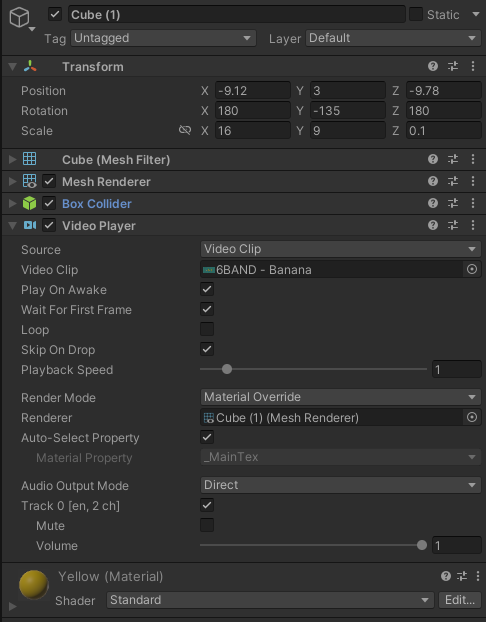 Cube (1) Static
Tag Untagged Layer Default
Transform
Position X -9.12 Y 3 Z -9.78
Rotation X 180 Y -135 Z 180
Scale X 16 Y 9 Z 0.1
Cube (Mesh Filter)
Mesh Renderer
Box Collider
Video Player
Source Video Clip
Video Clip 6BAND - Banana
Play On Awake
Wait For First Frame
Loop
Skip On Drop
Playback Speed 1
Render Mode Material Override
Renderer Cube (1) (Mesh Renderer)
Auto-Select Property
Material Property _MainTex
Audio Output Mode Direct
Track 0 [en, 2 ch]
Mute
Volume 1
Yellow (Material)
Shader Standard Edit...